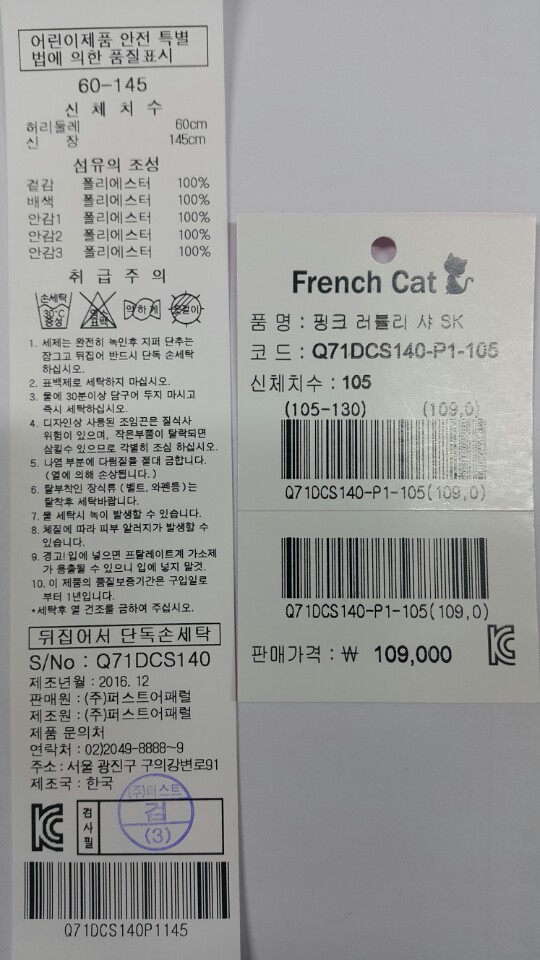 어린이제품 안전 특별
법에 의한 품질표시
60-145
신 체 치 수
허리둘레 60cm
신 장 145cm
섬유의 조성
겉감 폴리에스터 100%
배색 폴리에스터 100%
안감1 폴리에스터 100%
안감2 폴리에스터 100%
안감3 폴리에스터 100%
취 급 주 의
손세탁
30℃
중성
염소
표백
약하게
옷걸이
1. 세제는 완전히 녹인후 지퍼 단추는
잠그고 뒤집어 반드시 단독 손세탁
하십시오.
2. 표백제로 세탁하지 마십시오.
3. 물에 30분이상 담구어 두지 마시고
즉시 세탁하십시오.
4. 디자인상 사용된 조임끈은 질식사
위험이 있으며, 작은부품이 탈락되면
삼킬수 있으므로 각별히 조심 하십시오.
5. 나염 부분에 다림질을 절대 금합니다.
(열에 의해 손상됩니다.)
6. 탈부착인 장식류 (벨트, 와펜등)는
탈착후 세탁바랍니다.
7. 물 세탁시 녹이 발생할 수 있습니다.
8. 체질에 따라 피부 알러지가 발생할 수
있습니다.
9. 경고! 입에 넣으면 프탈레이트계 가소제
가 용출될 수 있으니 입에 넣지 말것.
10. 이 제품의 품질보증기간은 구입일로
부터 1년입니다.
*세탁후 열 건조를 금하여 주십시오.
뒤집어서 단독손세탁
S/No : Q71DCS140
제조년월 : 2016. 12
판매원 : (주)퍼스트어패럴
제조원 : (주)퍼스트어패럴
제품 문의처
연락처 : 02)2049-8888~9
주소 : 서울 광진구 구의강변로91
제조국 : 한국
KC
검사필
(주)퍼스트
검
(3)
Q71DCS140P1145
French Cat
품 명 : 핑크 러블리 샤 SK
코 드 : Q71DCS140-P1-105
신체치수 : 105
(105-130) (109,0)
Q71DCS140-P1-105(109,0)
Q71DCS140-P1-105(109,0)
판매가격 : ₩ 109,000
KC